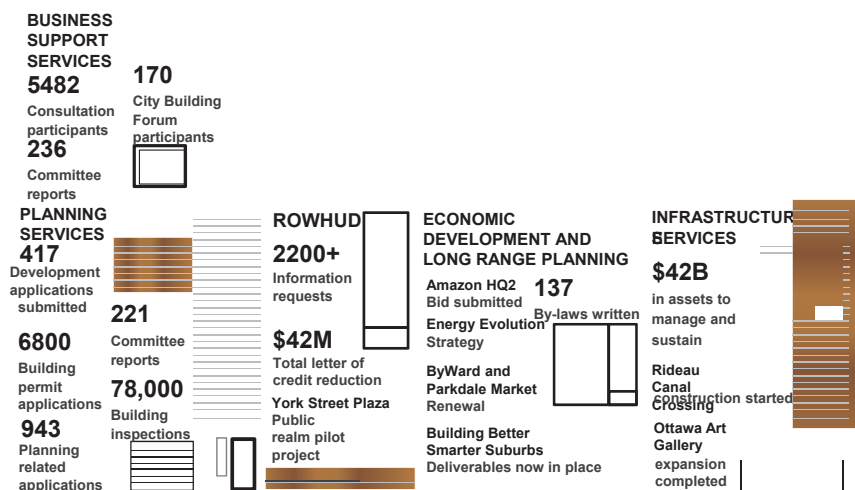 BUSINESS
SUPPORT
SERVICES
5482
Consultation
participants
236
Committee
reports
170
City Building
Forum
participants
PLANNING
SERVICES
417
Development
applications
submitted
6800
Building
permit
applications
943
Planning
related
applications
221
Committee
reports
78,000
Building
inspections
ROWHUD
2200+
Information
requests
$42M
Total letter of
credit reduction
York Street Plaza
Public
realm pilot
project
ECONOMIC
DEVELOPMENT AND
LONG RANGE PLANNING
Amazon HQ2
Bid submitted
Energy Evolution
Strategy
ByWard and
Parkdale Market
Renewal
Building Better
Smarter Suburbs
Deliverables now in place
137
By-laws written
INFRASTRUCTUR
E
SERVICES
$42B
in assets to
manage and
sustain
Rideau
Canal
Crossing
construction started
Ottawa Art
Gallery
expansion
completed